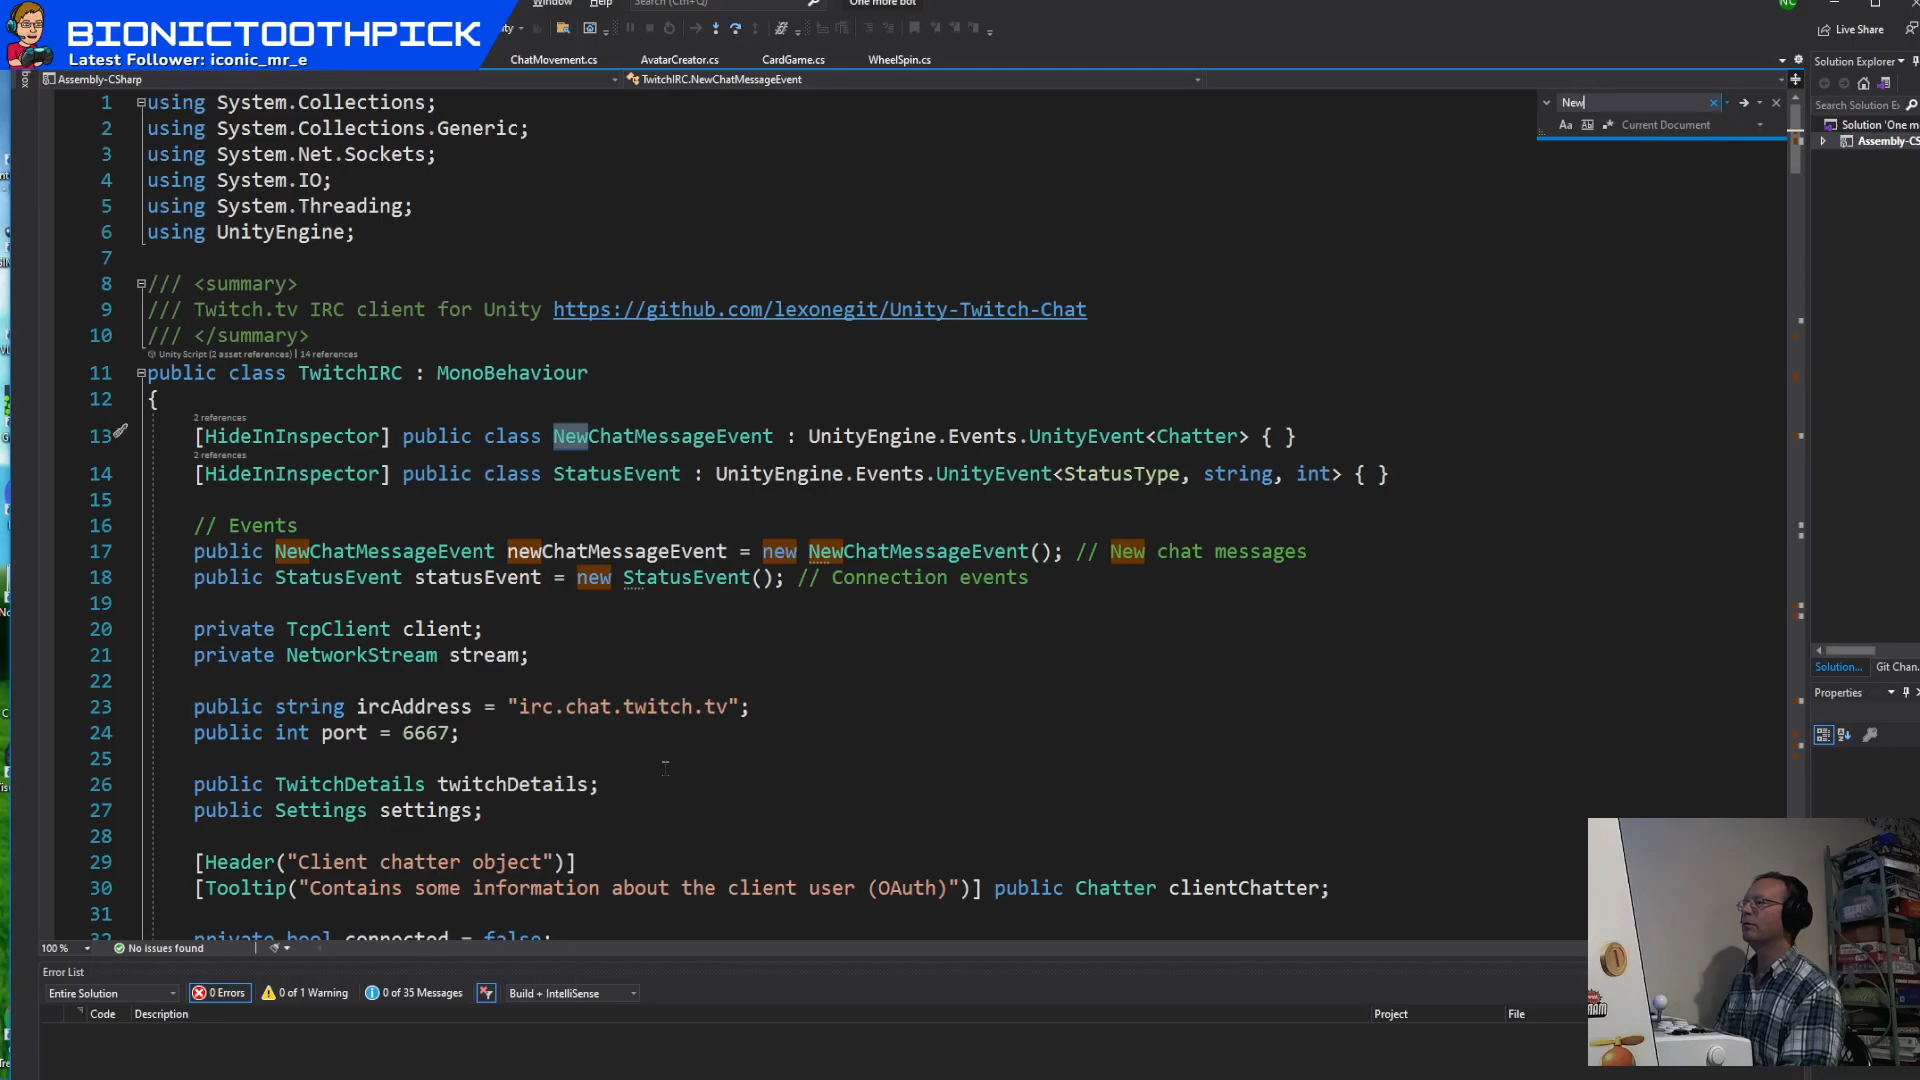 BIONICTOOTHPICK
Latest Follower: iconic_mr_e
Window Help Search (Ctrl+Q) One more bot NC
Live Share
ChatMovement.cs AvatarCreator.cs CardGame.cs WheelSpin.cs
Solution Explorer
Assembly-CSharp TwitchIRC.NewChatMessageEvent
New
Aa Current Document
Search Solution Ex
Solution 'One m
Assembly-CS
1 using System.Collections;
2 using System.Collections.Generic;
3 using System.Net.Sockets;
4 using System.IO;
5 using System.Threading;
6 using UnityEngine;
7
8 /// <summary>
9 /// Twitch.tv IRC client for Unity https://github.com/lexonegit/Unity-Twitch-Chat
10 /// </summary>
Unity Script (2 asset references) | 14 references
11 public class TwitchIRC : MonoBehaviour
12 {
2 references
13 [HideInInspector] public class NewChatMessageEvent : UnityEngine.Events.UnityEvent<Chatter> { }
2 references
14 [HideInInspector] public class StatusEvent : UnityEngine.Events.UnityEvent<StatusType, string, int> { }
15
16 // Events
17 public NewChatMessageEvent newChatMessageEvent = new NewChatMessageEvent(); // New chat messages
18 public StatusEvent statusEvent = new StatusEvent(); // Connection events
19
20 private TcpClient client;
21 private NetworkStream stream;
22
23 public string ircAddress = "irc.chat.twitch.tv";
24 public int port = 6667;
25
26 public TwitchDetails twitchDetails;
27 public Settings settings;
28
29 [Header("Client chatter object")]
30 [Tooltip("Contains some information about the client user (OAuth)")] public Chatter clientChatter;
31
32 private bool connected = false;
Solution... Git Chan...
Properties
100 % No issues found
Error List
Entire Solution 0 Errors 0 of 1 Warning 0 of 35 Messages Build + IntelliSense
Code Description Project File